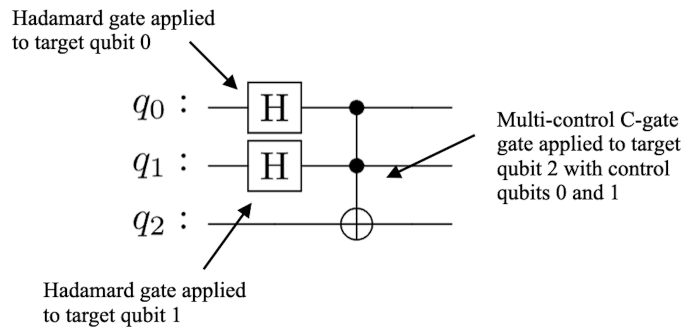 Hadamard gate applied
to target qubit 0
q0 :
H
q1 :
H
q2 :
Multi-control C-gate
gate applied to target
qubit 2 with control
qubits 0 and 1
Hadamard gate applied
to target qubit 1